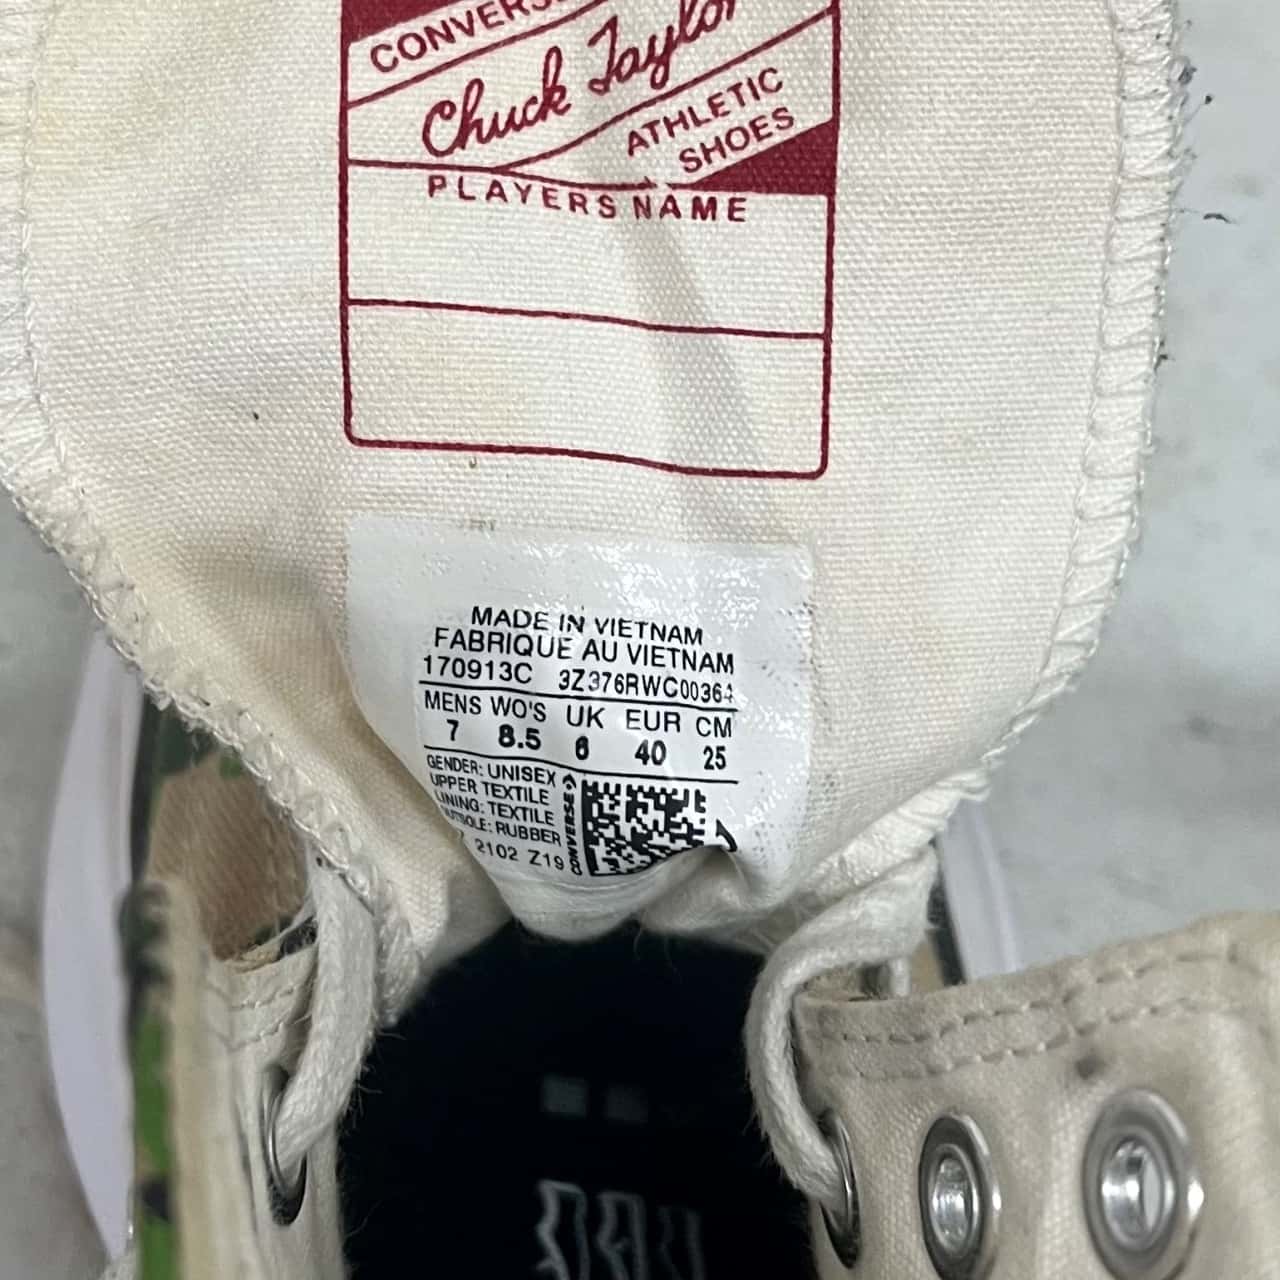 CONVERSE
Chuck Taylor
ATHLETIC
SHOES
PLAYERS NAME
MADE IN VIETNAM
FABRIQUE AU VIETNAM
170913C 3Z376RWC00364
MENS WO'S UK EUR CM
7 8.5 6 40 25
GENDER: UNISEX
UPPER TEXTILE
LINING: TEXTILE
OUTSOLE: RUBBER
2102 Z19
CONVERSE